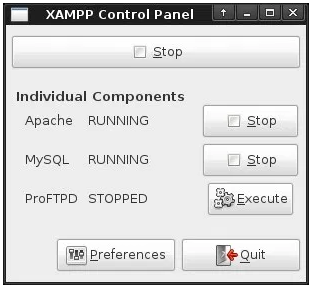 XAMPP Control Panel
Stop
Individual Components
Apache RUNNING Stop
MySQL RUNNING Stop
ProFTPD STOPPED Execute
Preferences Quit